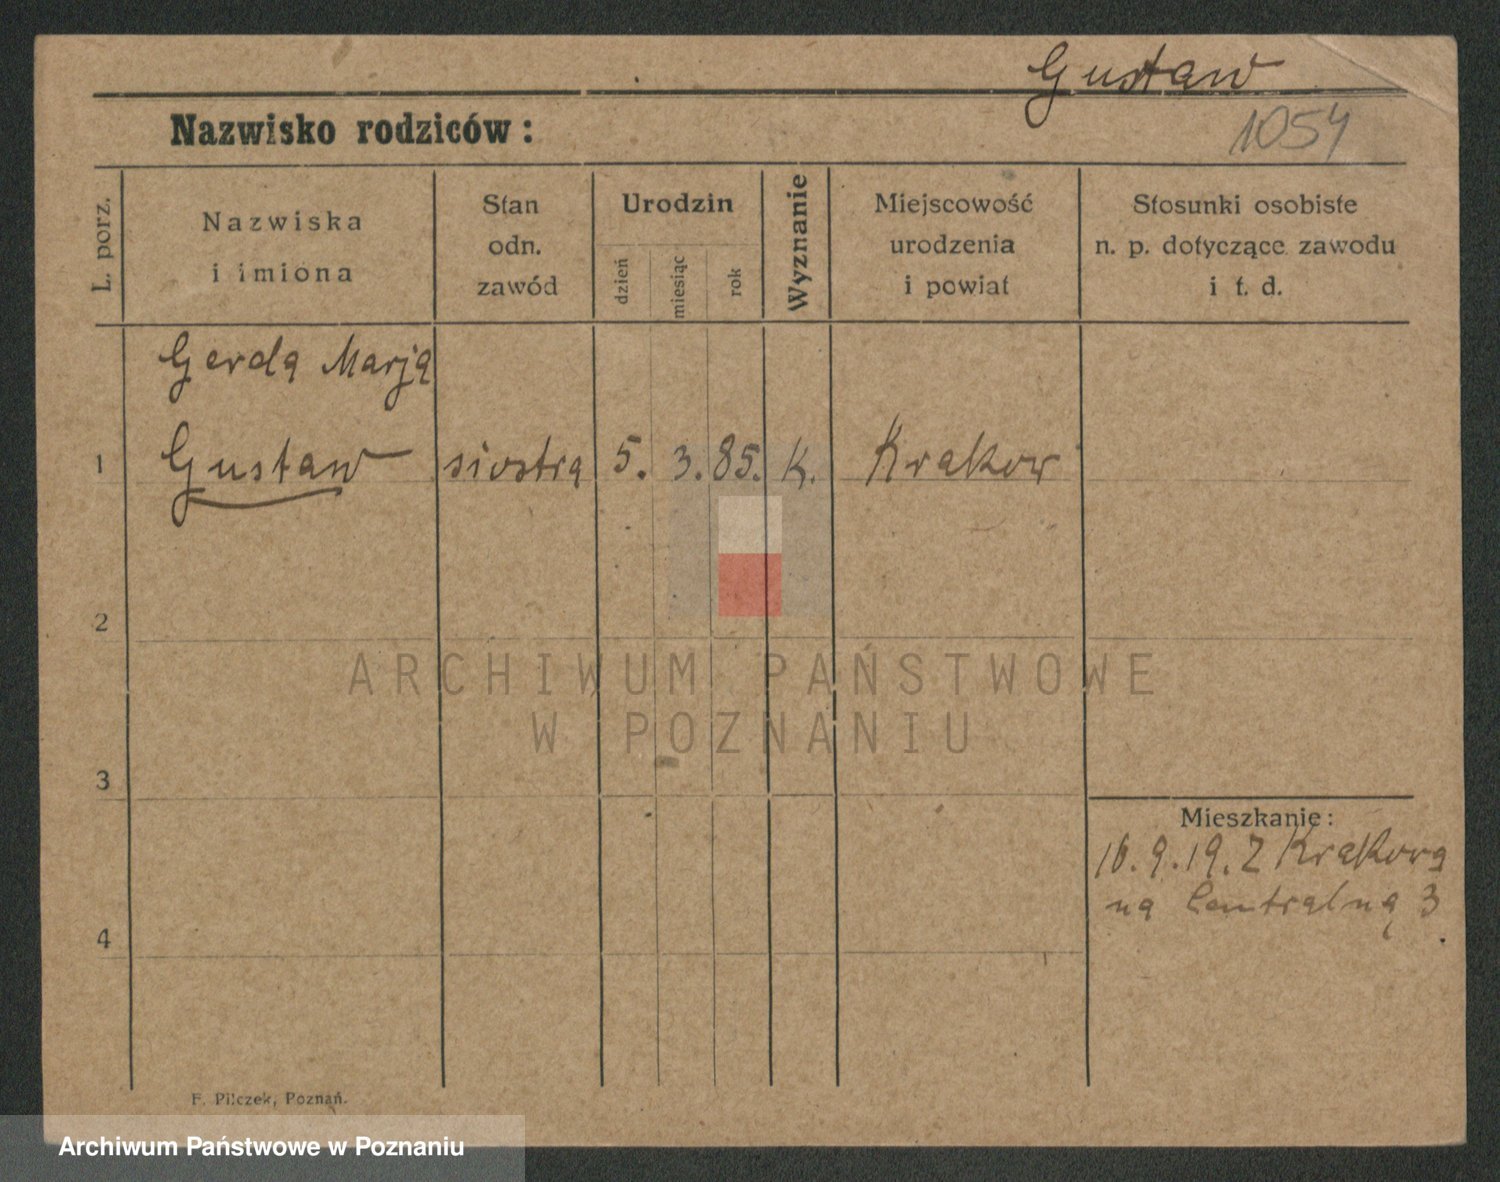 Gustaw
1054
Nazwisko rodziców:
L. porz.
Nazwiska
i imiona
Stan
odn.
zawód
Urodzin
dzień
miesiąc
rok
Wyznanie
Miejscowość
urodzenia
i powiat
Stosunki osobiste
n. p. dotyczące zawodu
i t. d.
Gerda Marja
1 Gustaw siostra 5. 3. 85. K. Krakow
2
ARCHIWUM PAŃSTWOWE
W POZNANIU
3
Mieszkanie:
16.9.19. Z Krakowa
na Centralną 3
4
F. Pilczek, Poznań.
Archiwum Państwowe w Poznaniu